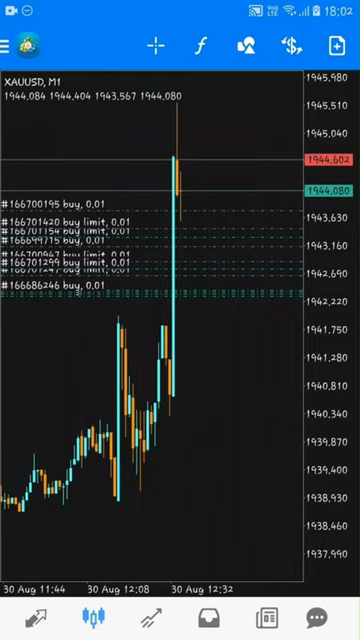 VoB
LTE
18:02
XAUUSD, M1
1944.084 1944.404 1943.567 1944.080
1945.980
1945.510
1945.040
1944.602
1944.080
#166700195 buy, 0.01
1943.630
#166701420 buy limit, 0.01
#166701154 buy limit, 0.01
#166699715 buy, 0.01
1943.160
#166700947 buy limit, 0.01
#166701299 buy limit, 0.01
1942.690
#166686246 buy, 0.01
1942.220
1941.750
1941.280
1940.810
1940.340
1939.870
1939.400
1938.930
1938.460
1937.990
30 Aug 11:44 30 Aug 12:08 30 Aug 12:32